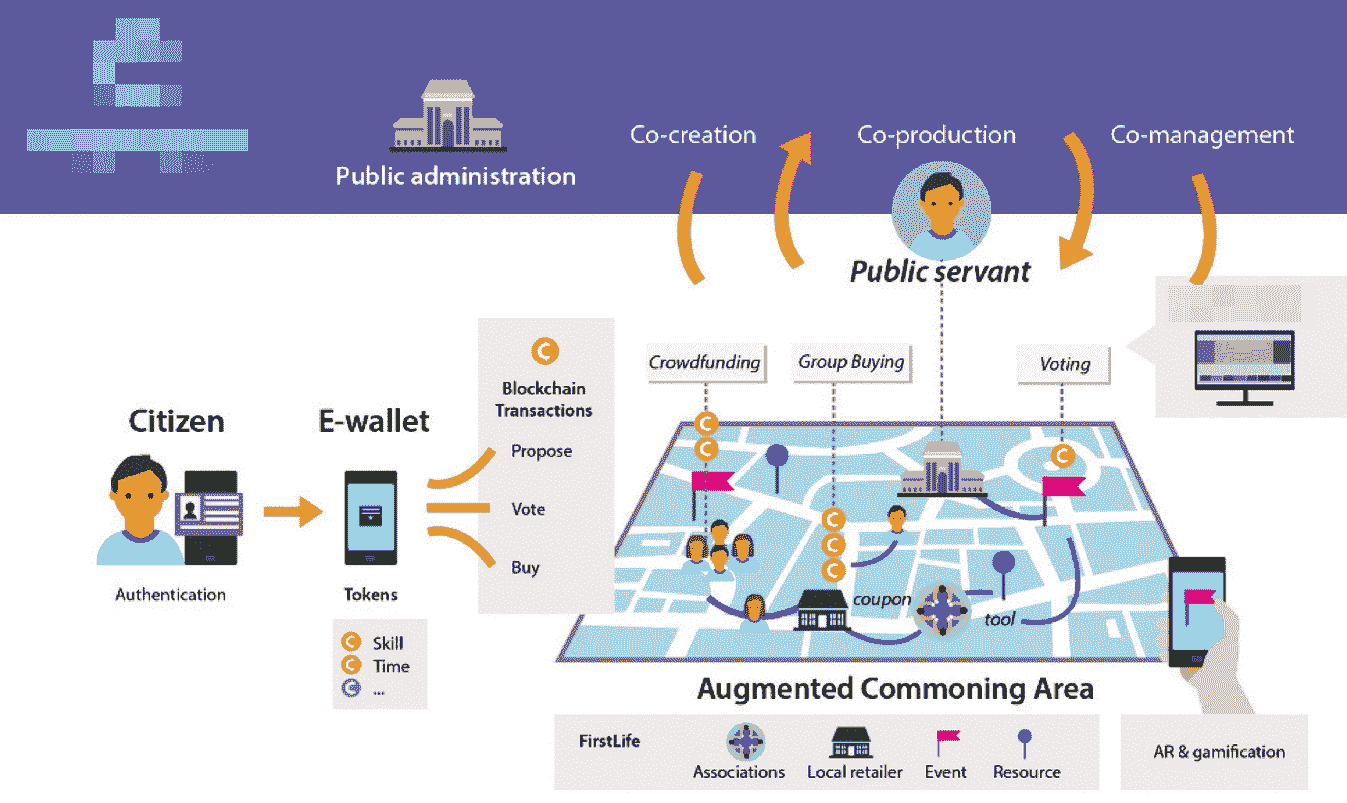 Public administration
Co-creation
Co-production
Co-management
Public servant
Crowdfunding
Group Buying
Voting
Blockchain
Transactions
Propose
Vote
Buy
Citizen
E-wallet
Authentication
Tokens
Skill
Time
...
coupon
tool
Augmented Commoning Area
FirstLife
Associations
Local retailer
Event
Resource
AR & gamification